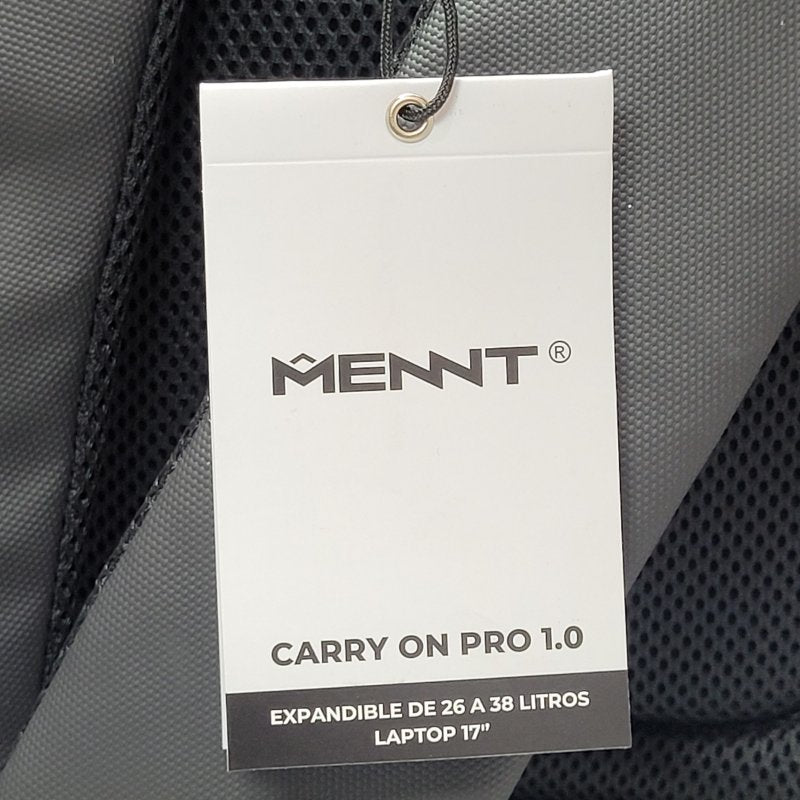 MENNT®
CARRY ON PRO 1.0
EXPANDIBLE DE 26 A 38 LITROS
LAPTOP 17"